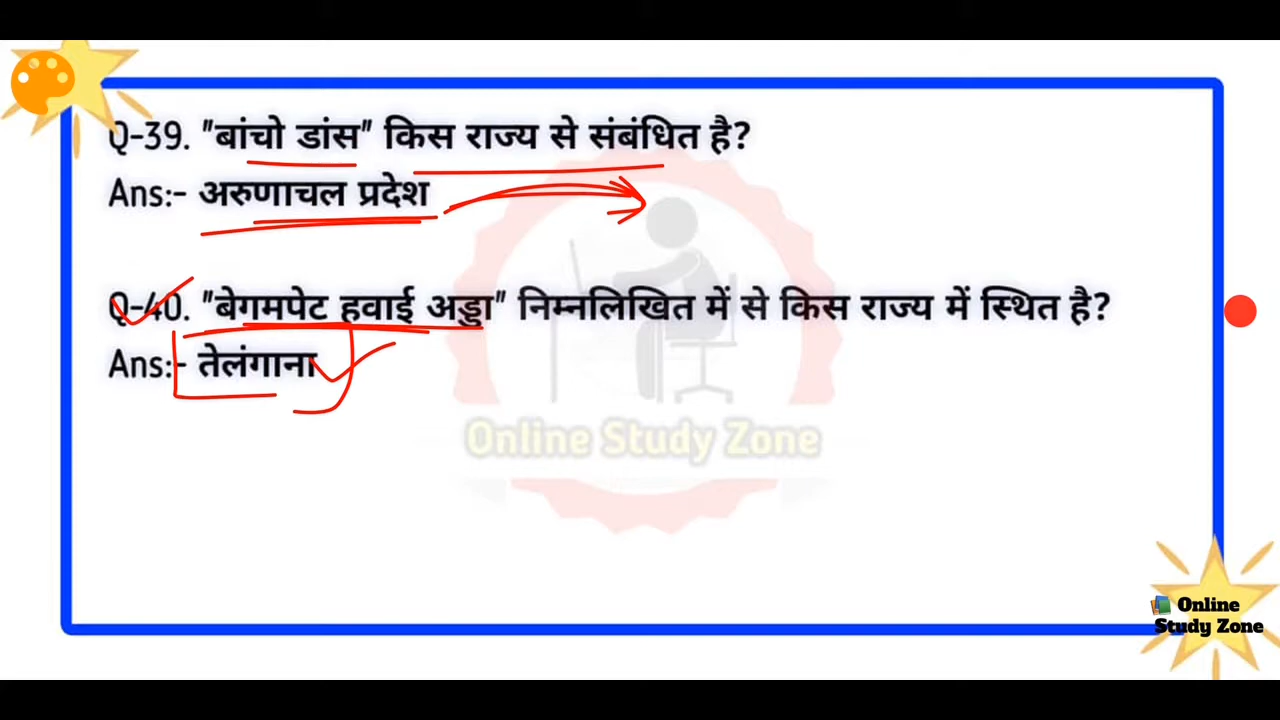 Q-39. "बांचो डांस" किस राज्य से संबंधित है?
Ans:- अरुणाचल प्रदेश
Q-40. "बेगमपेट हवाई अड्डा" निम्नलिखित में से किस राज्य में स्थित है?
Ans:- तेलंगाना
Online Study Zone
Online
Study Zone